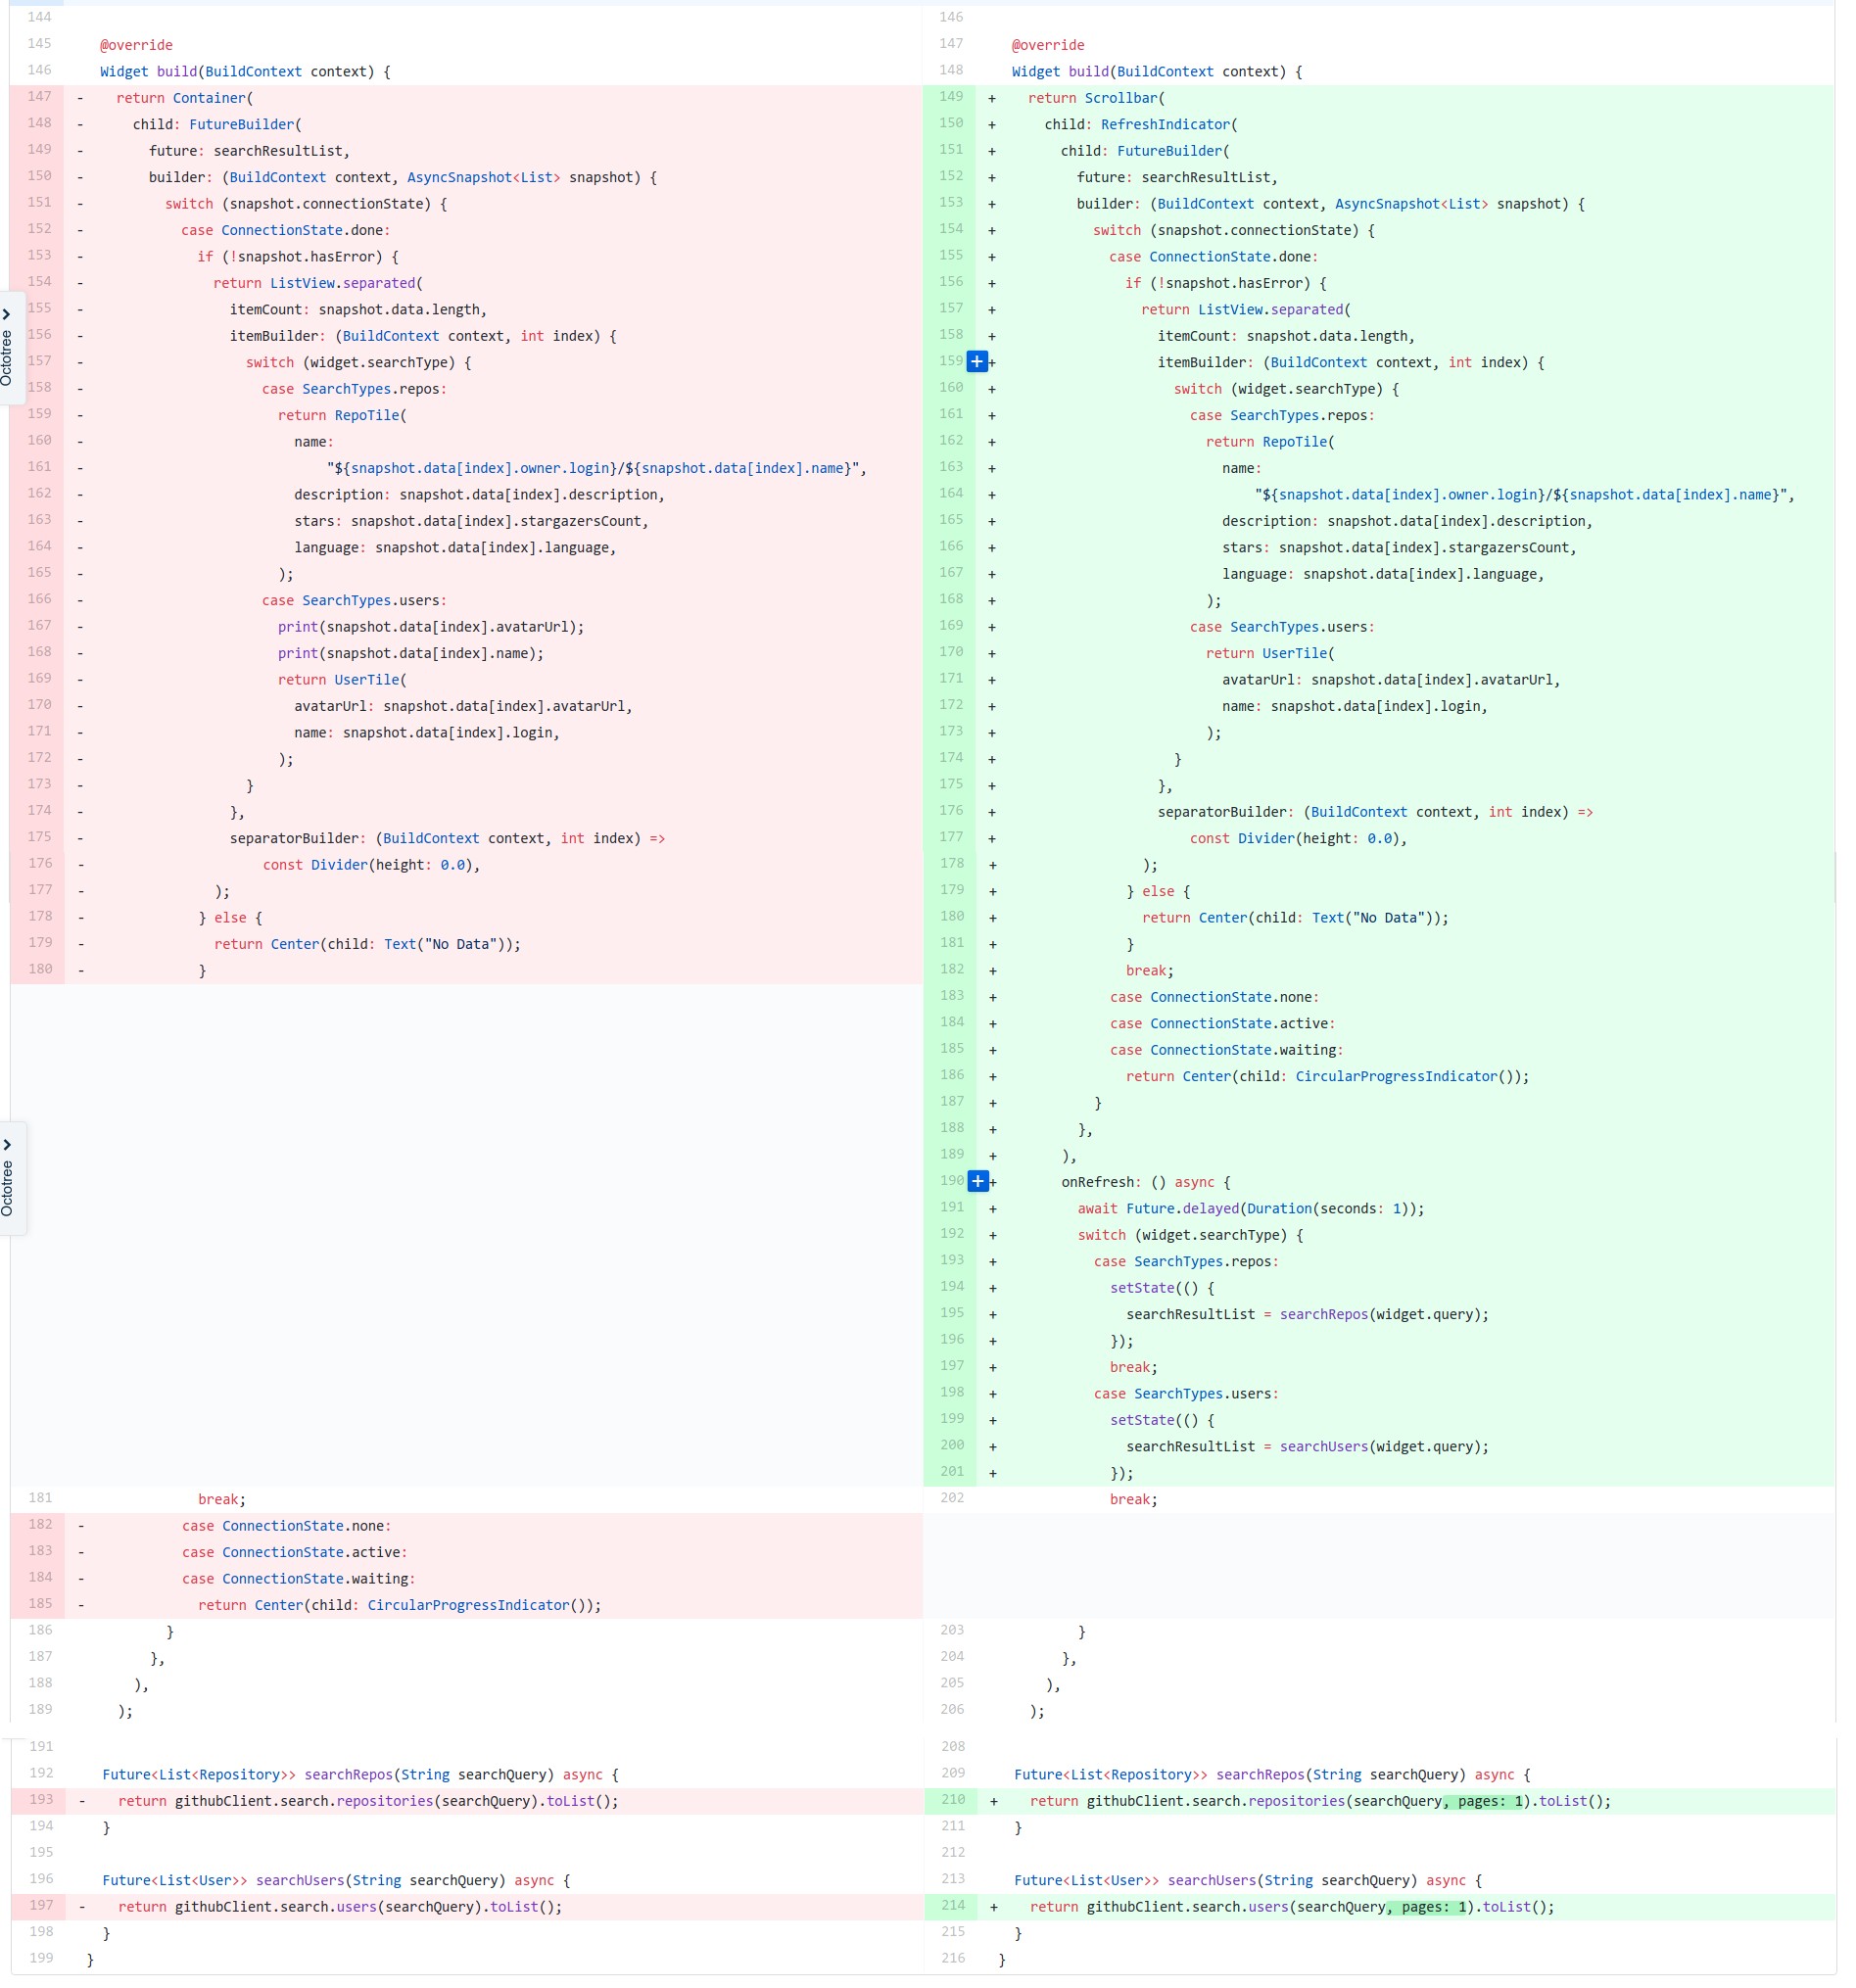 144
145 @override
146 Widget build(BuildContext context) {
147 - return Container(
148 - child: FutureBuilder(
149 - future: searchResultList,
150 - builder: (BuildContext context, AsyncSnapshot<List> snapshot) {
151 - switch (snapshot.connectionState) {
152 - case ConnectionState.done:
153 - if (!snapshot.hasError) {
154 - return ListView.separated(
155 - itemCount: snapshot.data.length,
156 - itemBuilder: (BuildContext context, int index) {
157 - switch (widget.searchType) {
158 - case SearchTypes.repos:
159 - return RepoTile(
160 - name:
161 - "${snapshot.data[index].owner.login}/${snapshot.data[index].name}",
162 - description: snapshot.data[index].description,
163 - stars: snapshot.data[index].stargazersCount,
164 - language: snapshot.data[index].language,
165 - );
166 - case SearchTypes.users:
167 - print(snapshot.data[index].avatarUrl);
168 - print(snapshot.data[index].name);
169 - return UserTile(
170 - avatarUrl: snapshot.data[index].avatarUrl,
171 - name: snapshot.data[index].login,
172 - );
173 - }
174 - },
175 - separatorBuilder: (BuildContext context, int index) =>
176 - const Divider(height: 0.0),
177 - );
178 - } else {
179 - return Center(child: Text("No Data"));
180 - }
181 break;
182 - case ConnectionState.none:
183 - case ConnectionState.active:
184 - case ConnectionState.waiting:
185 - return Center(child: CircularProgressIndicator());
186 }
187 },
188 ),
189 );
191
192 Future<List<Repository>> searchRepos(String searchQuery) async {
193 - return githubClient.search.repositories(searchQuery).toList();
194 }
195
196 Future<List<User>> searchUsers(String searchQuery) async {
197 - return githubClient.search.users(searchQuery).toList();
198 }
199 }
Octotree
Octotree
146
147 @override
148 Widget build(BuildContext context) {
149 + return Scrollbar(
150 + child: RefreshIndicator(
151 + child: FutureBuilder(
152 + future: searchResultList,
153 + builder: (BuildContext context, AsyncSnapshot<List> snapshot) {
154 + switch (snapshot.connectionState) {
155 + case ConnectionState.done:
156 + if (!snapshot.hasError) {
157 + return ListView.separated(
158 + itemCount: snapshot.data.length,
159 + itemBuilder: (BuildContext context, int index) {
160 + switch (widget.searchType) {
161 + case SearchTypes.repos:
162 + return RepoTile(
163 + name:
164 + "${snapshot.data[index].owner.login}/${snapshot.data[index].name}",
165 + description: snapshot.data[index].description,
166 + stars: snapshot.data[index].stargazersCount,
167 + language: snapshot.data[index].language,
168 + );
169 + case SearchTypes.users:
170 + return UserTile(
171 + avatarUrl: snapshot.data[index].avatarUrl,
172 + name: snapshot.data[index].login,
173 + );
174 + }
175 + },
176 + separatorBuilder: (BuildContext context, int index) =>
177 + const Divider(height: 0.0),
178 + );
179 + } else {
180 + return Center(child: Text("No Data"));
181 + }
182 + break;
183 + case ConnectionState.none:
184 + case ConnectionState.active:
185 + case ConnectionState.waiting:
186 + return Center(child: CircularProgressIndicator());
187 + }
188 + },
189 + ),
190 + onRefresh: () async {
191 + await Future.delayed(Duration(seconds: 1));
192 + switch (widget.searchType) {
193 + case SearchTypes.repos:
194 + setState(() {
195 + searchResultList = searchRepos(widget.query);
196 + });
197 + break;
198 + case SearchTypes.users:
199 + setState(() {
200 + searchResultList = searchUsers(widget.query);
201 + });
202 break;
203 }
204 },
205 ),
206 );
208
209 Future<List<Repository>> searchRepos(String searchQuery) async {
210 + return githubClient.search.repositories(searchQuery, pages: 1).toList();
211 }
212
213 Future<List<User>> searchUsers(String searchQuery) async {
214 + return githubClient.search.users(searchQuery, pages: 1).toList();
215 }
216 }